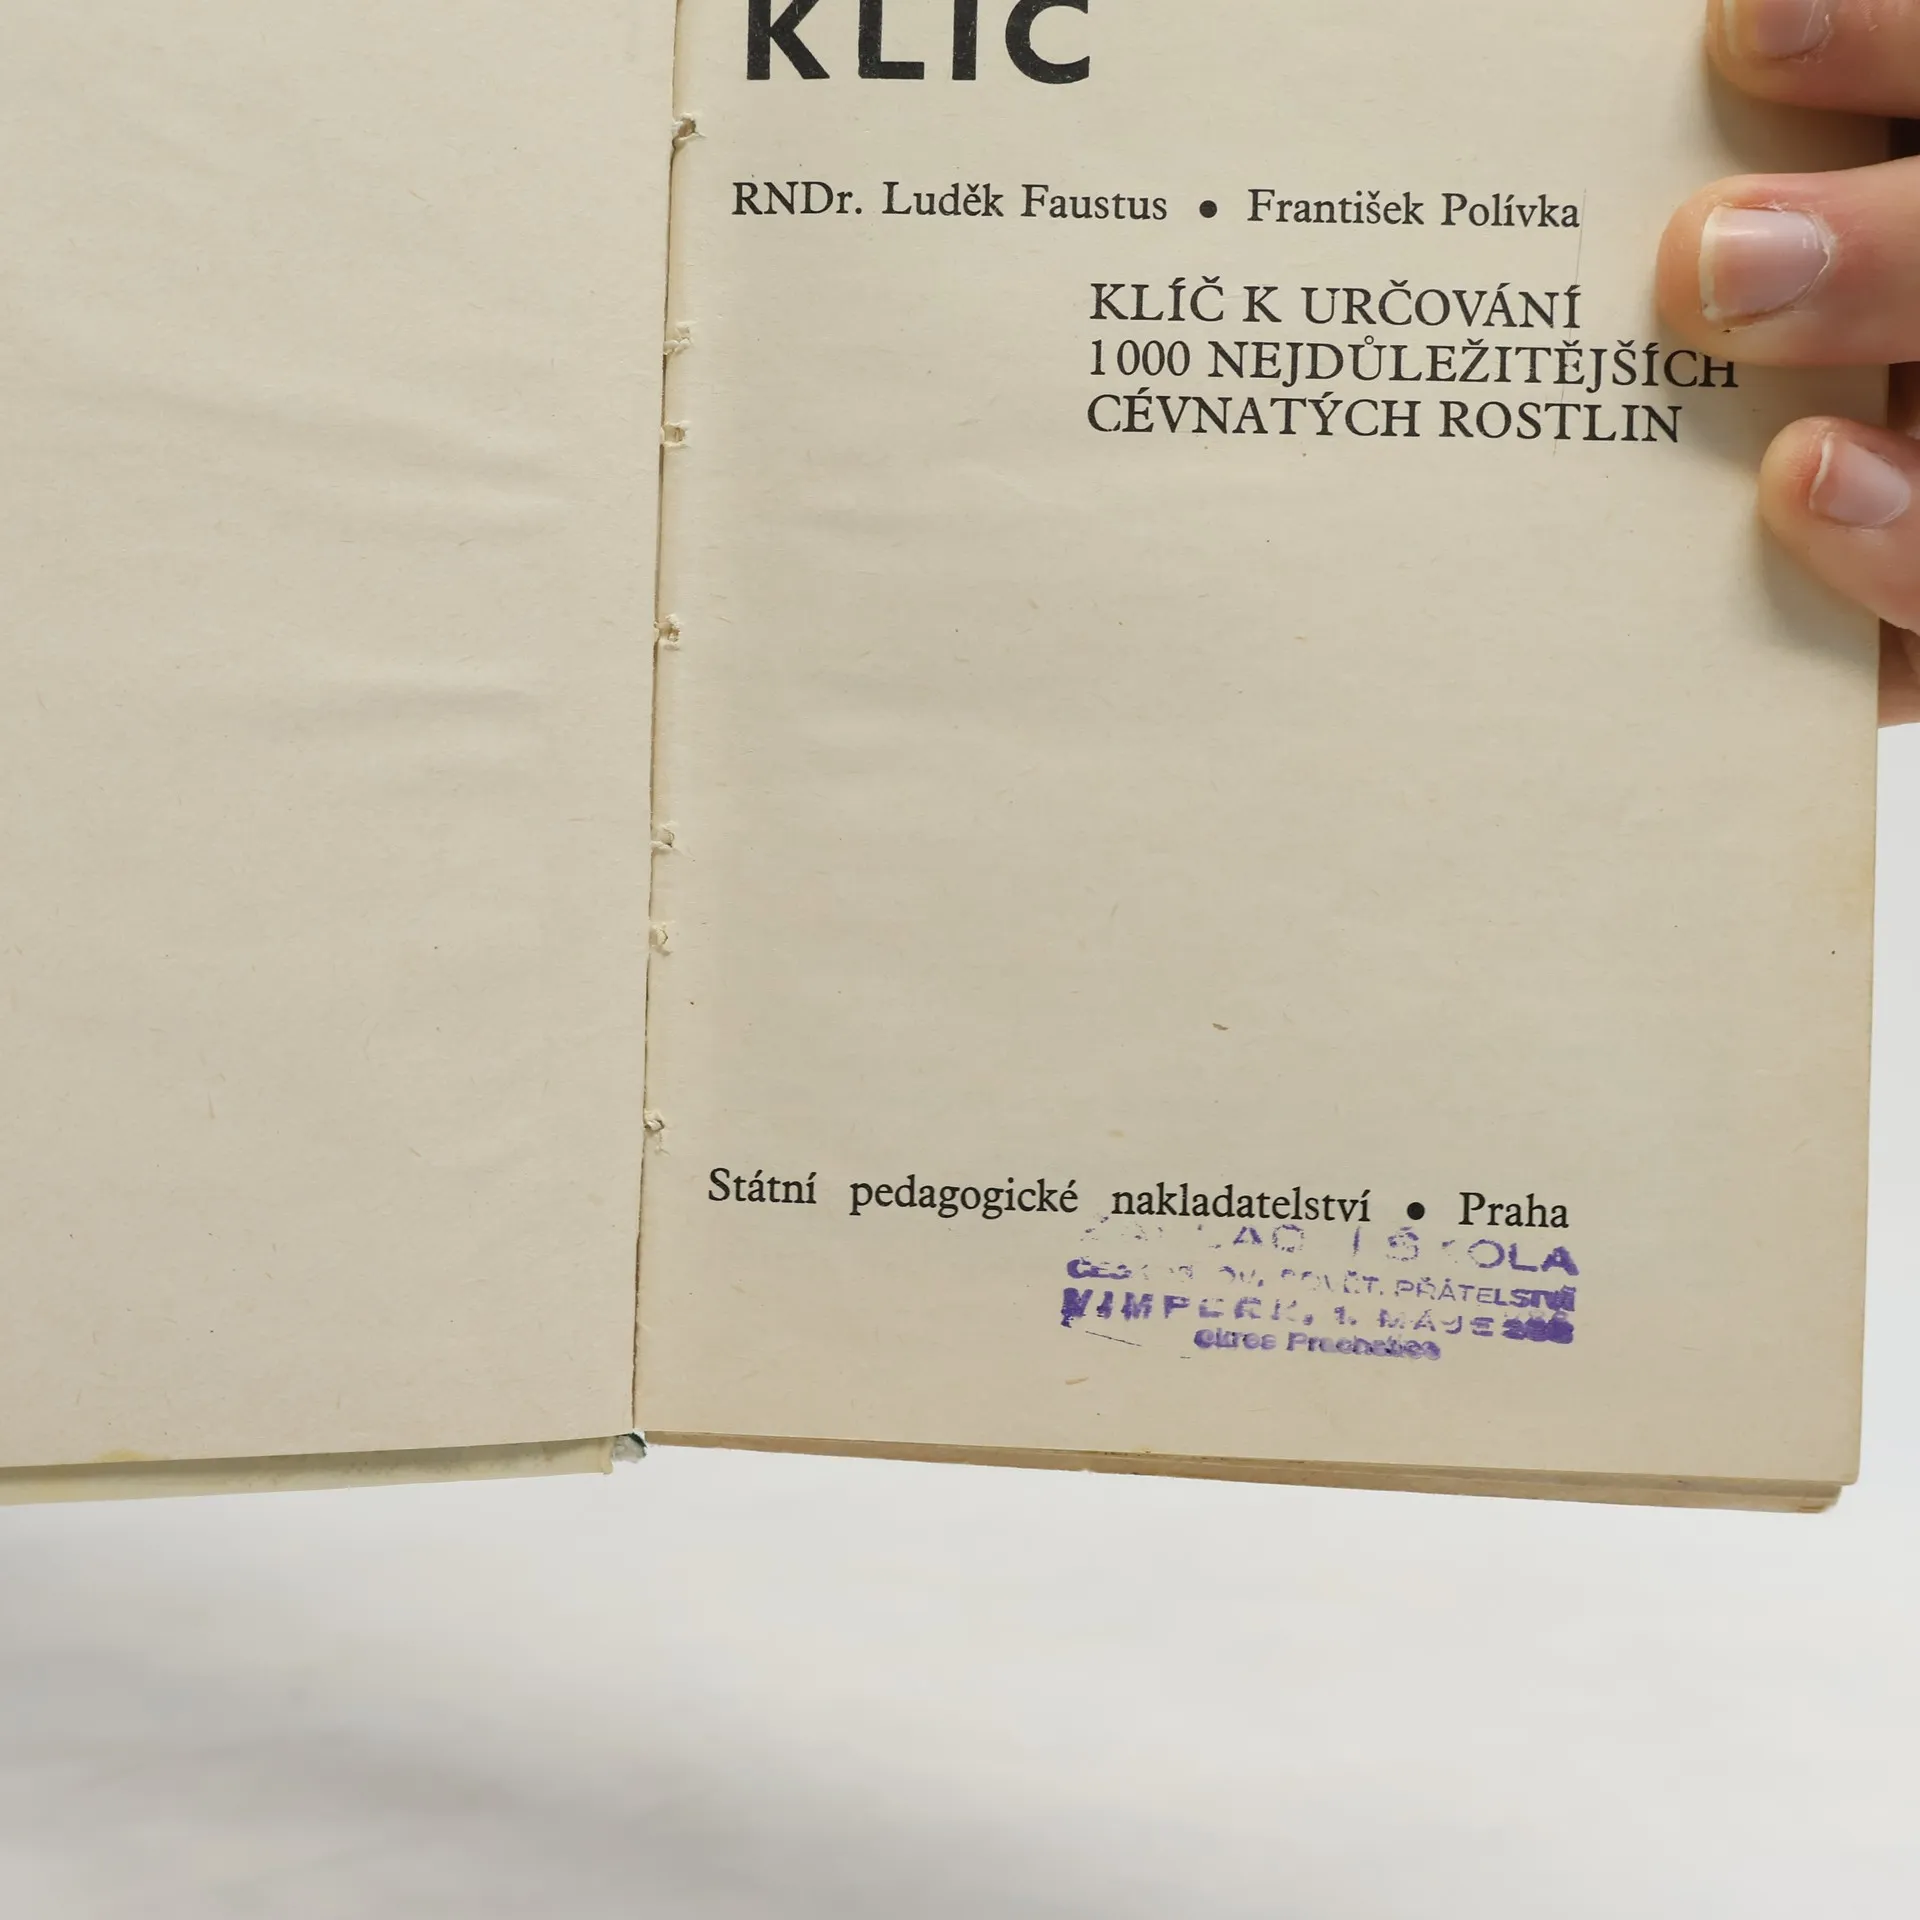 KLÍČ
RNDr. Luděk Faustus • František Polívka
KLÍČ K URČOVÁNÍ
1000 NEJDŮLEŽITĚJŠÍCH
CÉVNATÝCH ROSTLIN
Státní pedagogické nakladatelství • Praha
ŠKOLA
PŘÁTELSTVÍ
VIMPERK, 1. MÁJE
Okres Prachatice